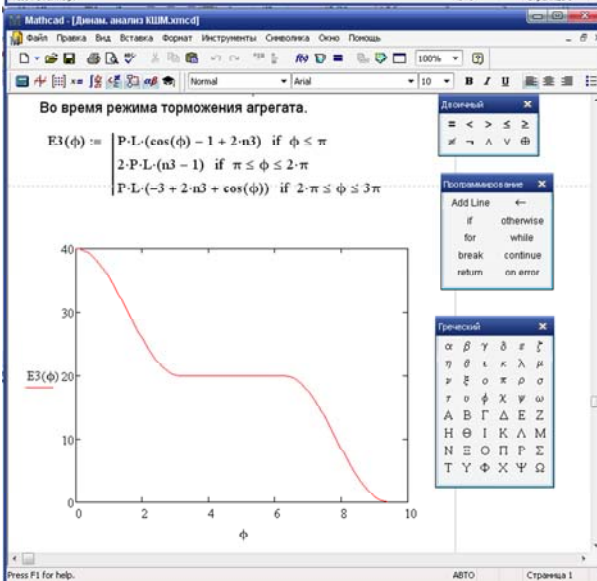 Mathcad - [Динам. анализ КШМ.xmcd]
Файл Правка Вид Вставка Формат Инструменты Символика Окно Помощь
100%
Normal Arial 10 B I U
Во время режима торможения агрегата.
E3(ϕ) := P·L·(cos(ϕ) − 1 + 2·n3) if ϕ ≤ π
2·P·L·(n3 − 1) if π ≤ ϕ ≤ 2·π
P·L·(−3 + 2·n3 + cos(ϕ)) if 2·π ≤ ϕ ≤ 3π
40
30
E3(ϕ) 20
10
0
0 2 4 6 8 10
ϕ
Двоичный
= < > ≤ ≥
≠ ¬ ∧ ∨ ⊕
Программирование
Add Line ←
if otherwise
for while
break continue
return on error
Греческий
α β γ δ ε ζ
η θ ι κ λ μ
ν ξ ο π ρ σ
τ υ ϕ χ ψ ω
Α Β Γ Δ Ε Ζ
Η Θ Ι Κ Λ Μ
Ν Ξ Ο Π Ρ Σ
Τ Υ Φ Χ Ψ Ω
Press F1 for help.
АВТО
Страница 1